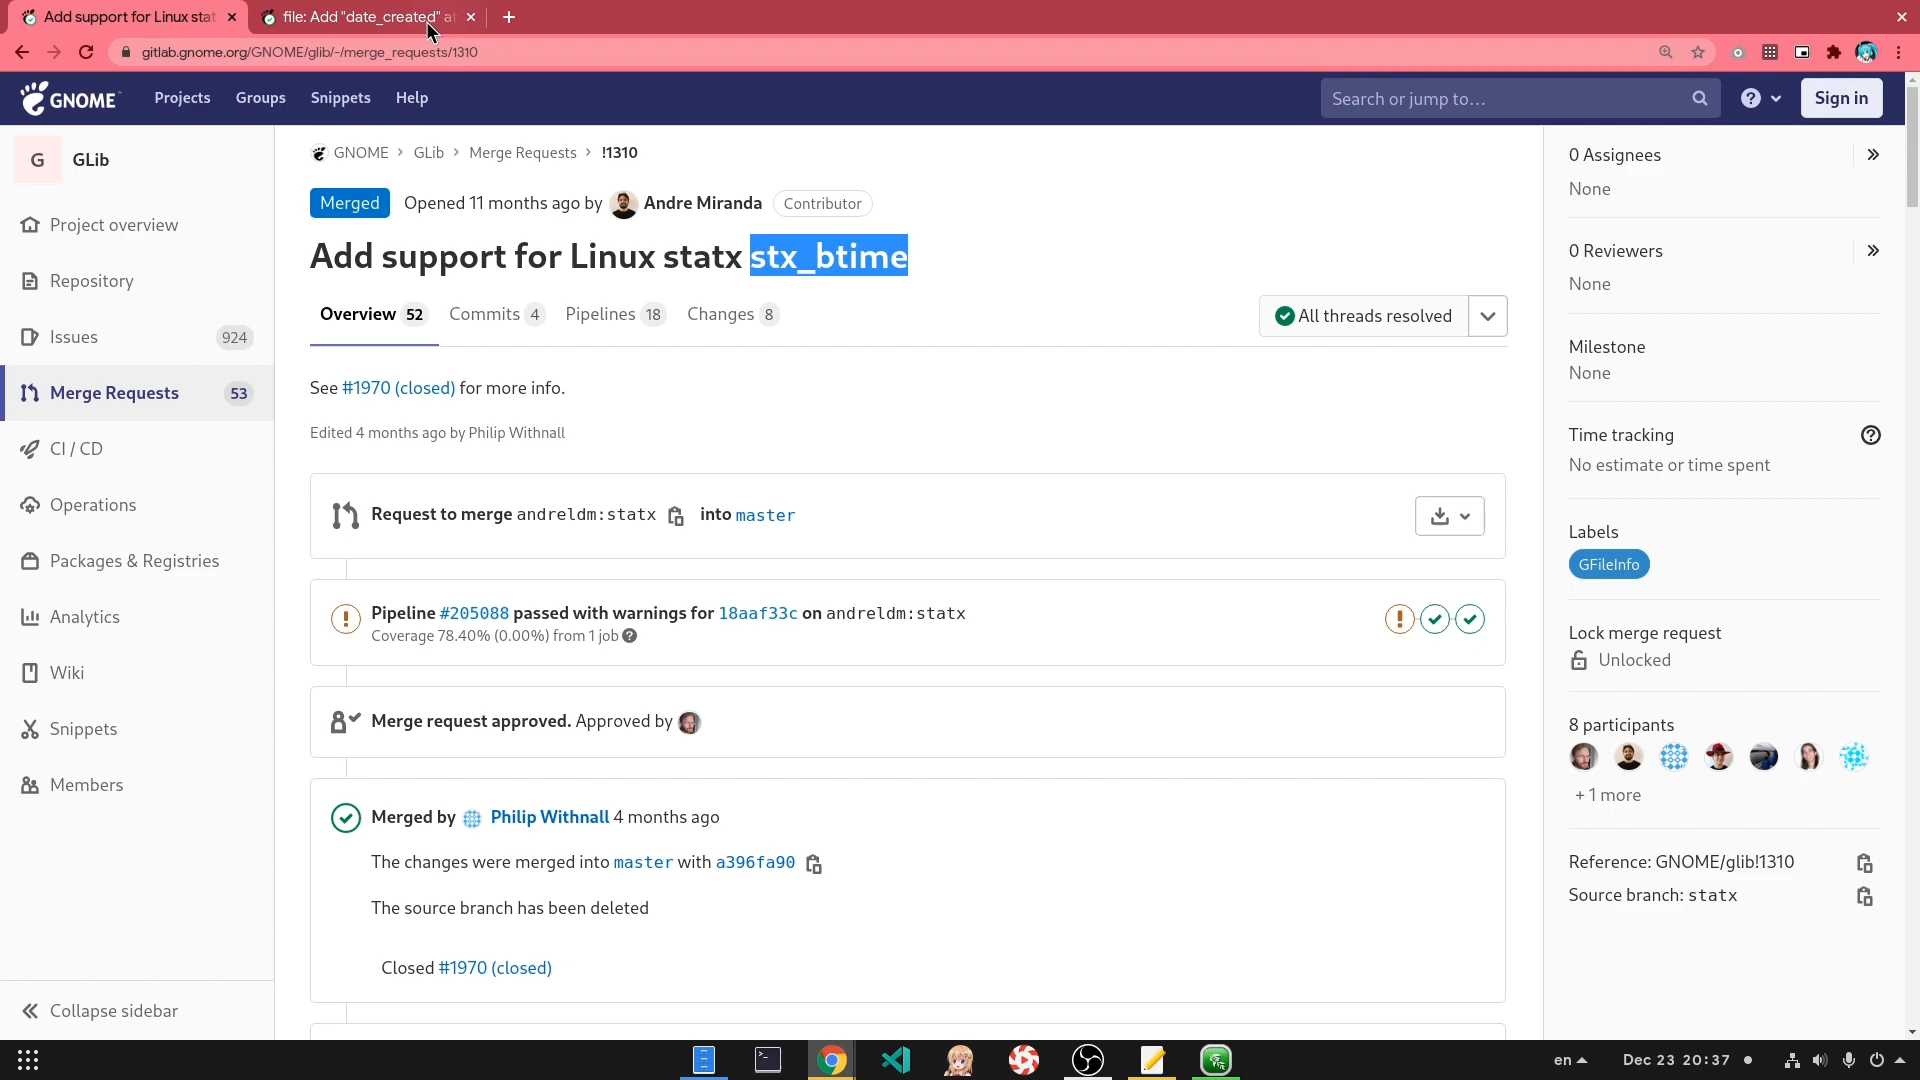 Add support for Linux stat
file: Add "date_created" at
gitlab.gnome.org/GNOME/glib/-/merge_requests/1310
GNOME
Projects
Groups
Snippets
Help
Search or jump to…
Sign in
G
GLib
Project overview
Repository
Issues
924
Merge Requests
53
CI / CD
Operations
Packages & Registries
Analytics
Wiki
Snippets
Members
Collapse sidebar
GNOME > GLib > Merge Requests > !1310
Merged Opened 11 months ago by Andre Miranda Contributor
Add support for Linux statx stx_btime
Overview 52 Commits 4 Pipelines 18 Changes 8
All threads resolved
See #1970 (closed) for more info.
Edited 4 months ago by Philip Withnall
Request to merge andreldm:statx into master
Pipeline #205088 passed with warnings for 18aaf33c on andreldm:statx
Coverage 78.40% (0.00%) from 1 job
Merge request approved. Approved by
Merged by Philip Withnall 4 months ago
The changes were merged into master with a396fa90
The source branch has been deleted
Closed #1970 (closed)
0 Assignees
None
0 Reviewers
None
Milestone
None
Time tracking
No estimate or time spent
Labels
GFileInfo
Lock merge request
Unlocked
8 participants
+ 1 more
Reference: GNOME/glib!1310
Source branch: statx
en
Dec 23 20:37